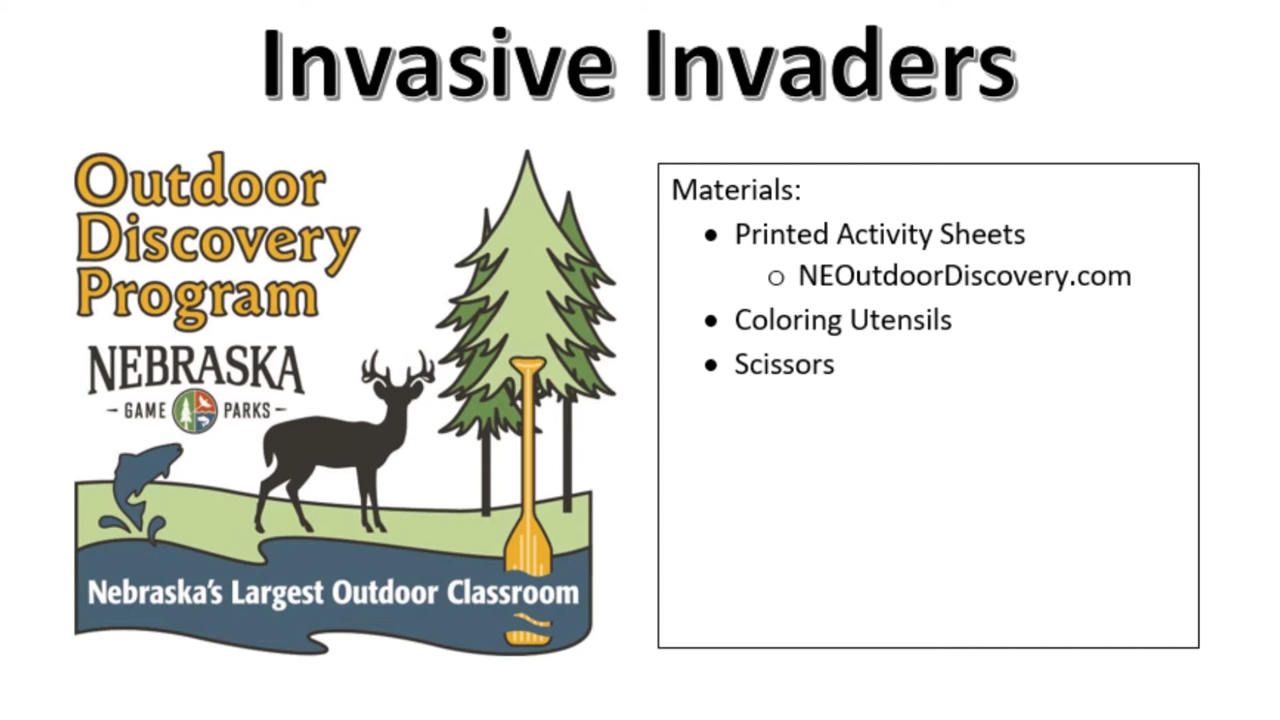 Invasive Invaders
Outdoor
Discovery
Program
NEBRASKA
– GAME PARKS –
Nebraska's Largest Outdoor Classroom
Materials:
• Printed Activity Sheets
○ NEOutdoorDiscovery.com
• Coloring Utensils
• Scissors